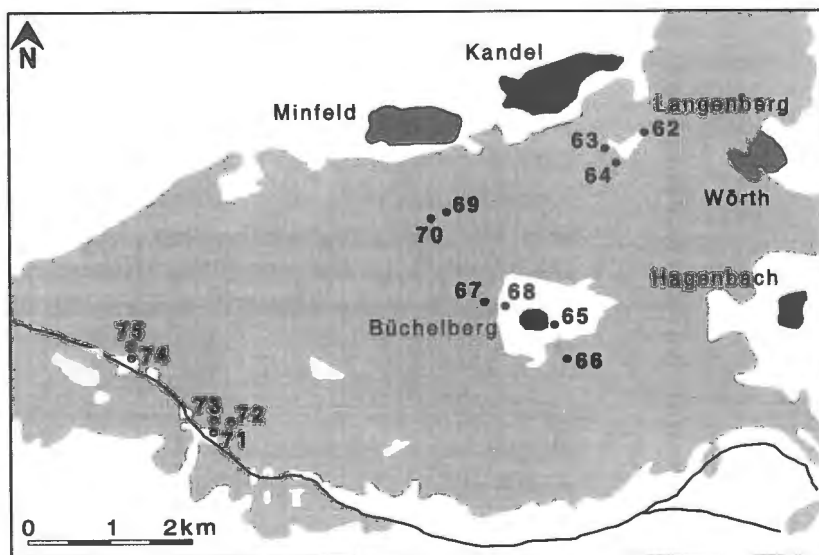 N
Kandel
Minfeld
Langenberg
62
63
64
Wörth
69
70
Hagenbach
67
68
65
Büchelberg
66
75
74
73
72
71
0 1 2km